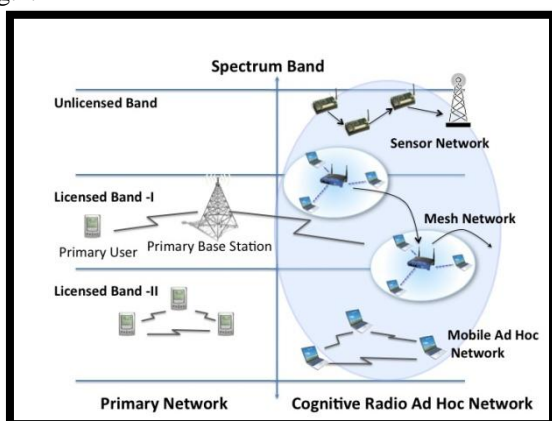 Spectrum Band
Unlicensed Band
Sensor Network
Licensed Band -I
Mesh Network
Primary User
Primary Base Station
Licensed Band -II
Mobile Ad Hoc
Network
Primary Network
Cognitive Radio Ad Hoc Network